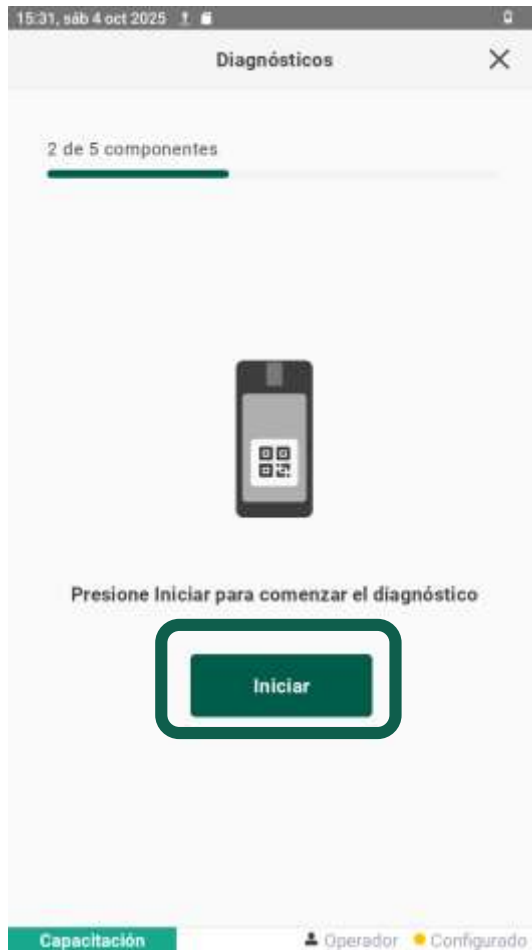 15:31, sáb 4 oct 2025
Diagnósticos
2 de 5 componentes
Presione Iniciar para comenzar el diagnóstico
Iniciar
Capacitación Operador Configurado